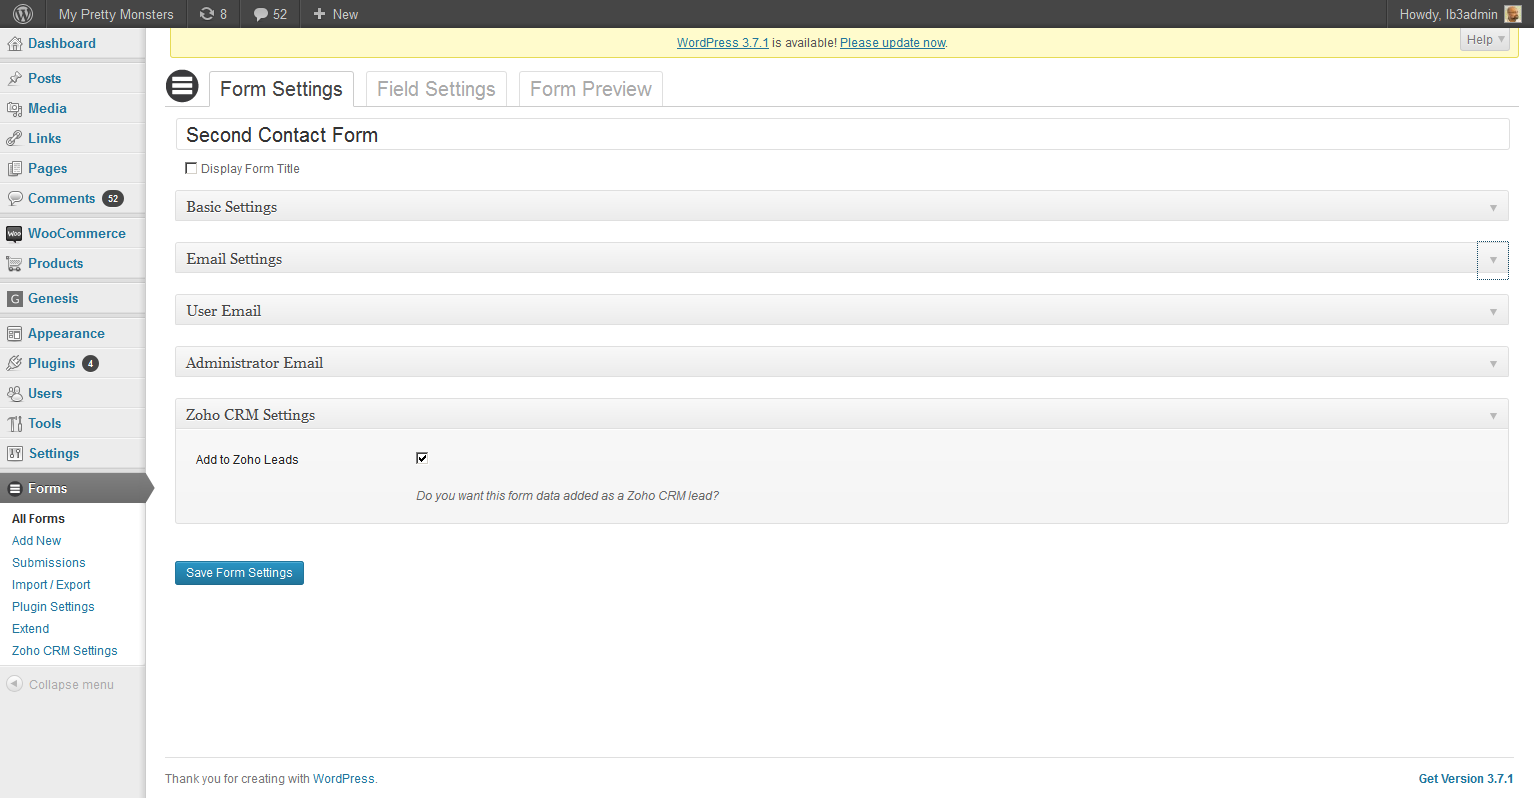 My Pretty Monsters 8 52 New Howdy, lb3admin
WordPress 3.7.1 is available! Please update now.
Help
Dashboard
Posts
Media
Links
Pages
Comments 52
WooCommerce
Products
Genesis
Appearance
Plugins 4
Users
Tools
Settings
Forms
All Forms
Add New
Submissions
Import / Export
Plugin Settings
Extend
Zoho CRM Settings
Collapse menu
Form Settings Field Settings Form Preview
Second Contact Form
Display Form Title
Basic Settings
Email Settings
User Email
Administrator Email
Zoho CRM Settings
Add to Zoho Leads
Do you want this form data added as a Zoho CRM lead?
Save Form Settings
Thank you for creating with WordPress.
Get Version 3.7.1